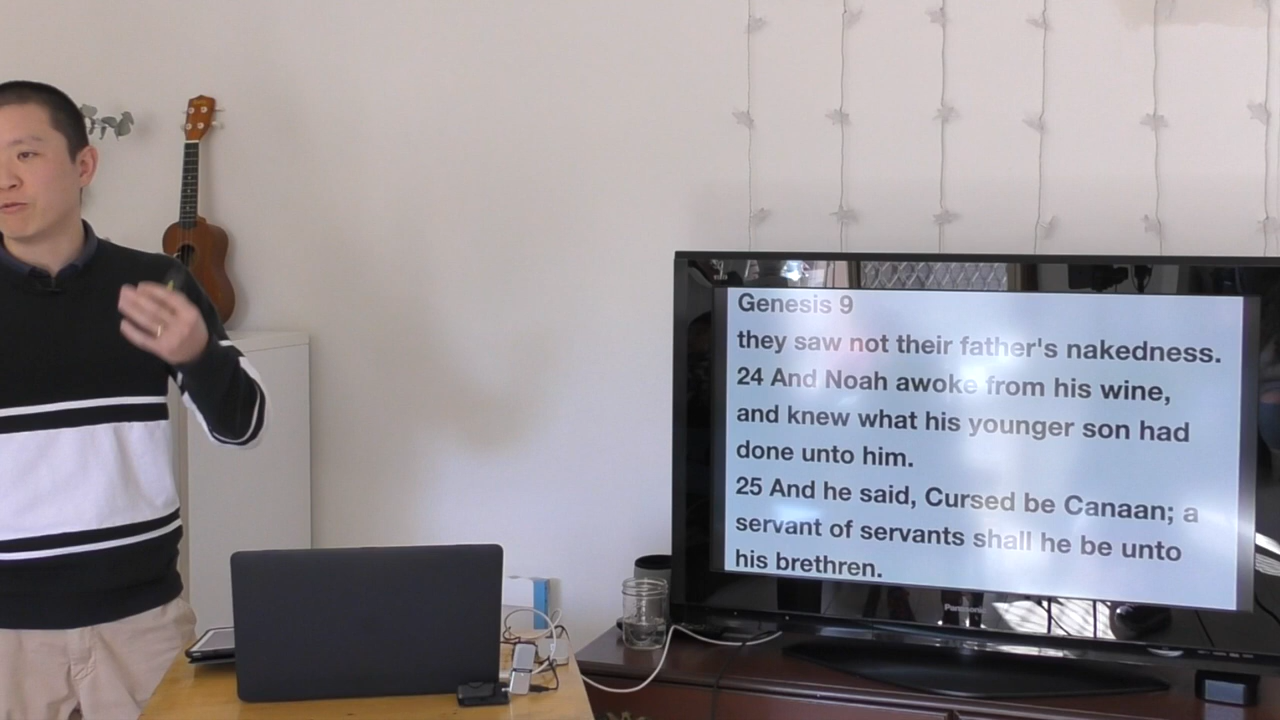 Genesis 9
they saw not their father's nakedness.
24 And Noah awoke from his wine,
and knew what his younger son had
done unto him.
25 And he said, Cursed be Canaan; a
servant of servants shall he be unto
his brethren.
Panasonic